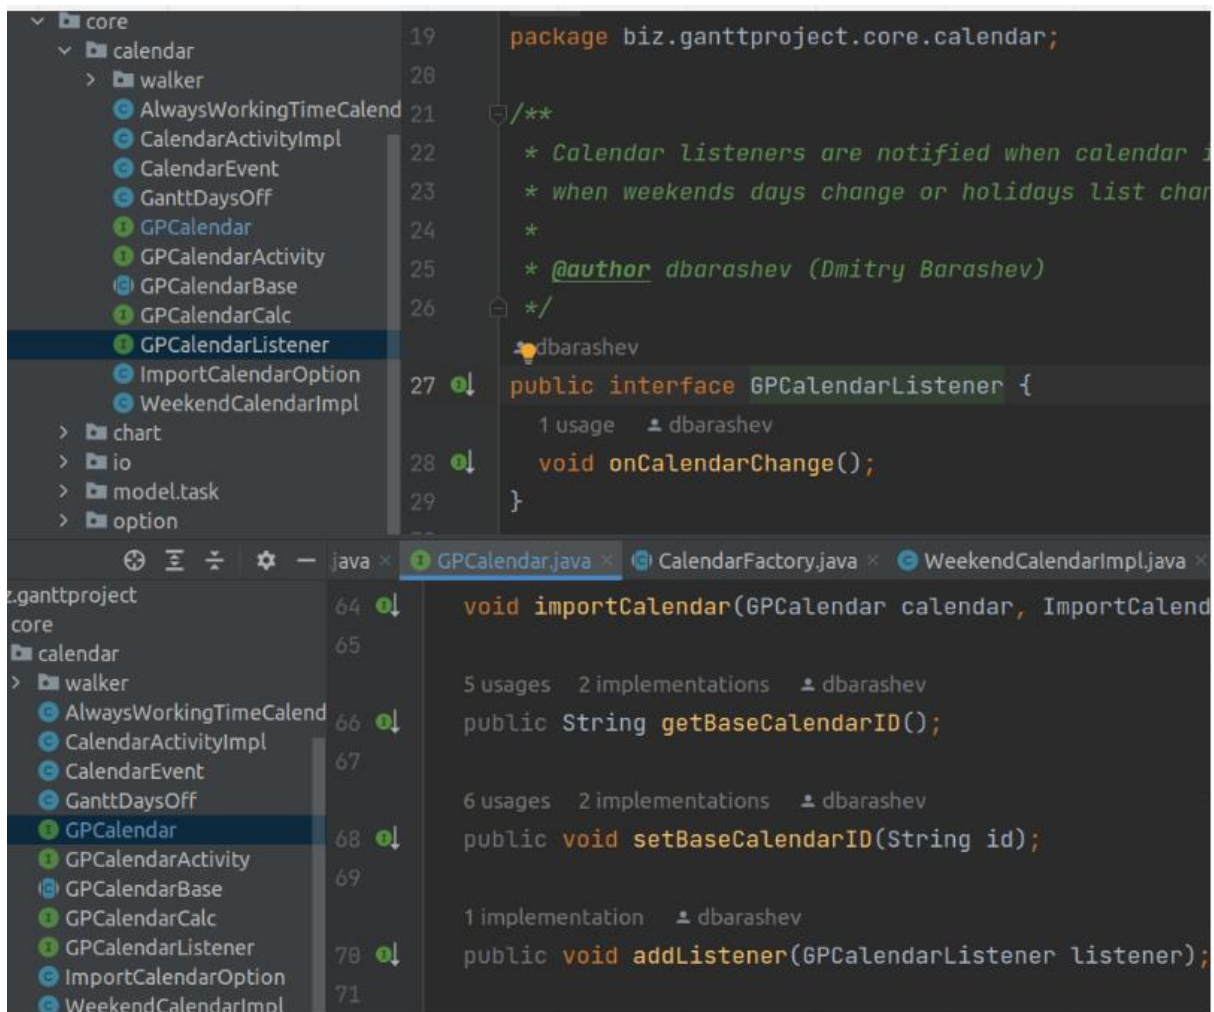 core
calendar
walker
AlwaysWorkingTimeCalend
CalendarActivityImpl
CalendarEvent
GanttDaysOff
GPCalendar
GPCalendarActivity
GPCalendarBase
GPCalendarCalc
GPCalendarListener
ImportCalendarOption
WeekendCalendarImpl
chart
io
model.task
option
19 package biz.ganttproject.core.calendar;
20
21 /**
22 * Calendar listeners are notified when calendar i
23 * when weekends days change or holidays list chan
24 *
25 * @author dbarashev (Dmitry Barashev)
26 */
dbarashev
27 public interface GPCalendarListener {
1 usage dbarashev
28 void onCalendarChange();
29 }
.java × GPCalendar.java × CalendarFactory.java × WeekendCalendarImpl.java ×
z.ganttproject
core
calendar
walker
AlwaysWorkingTimeCalend
CalendarActivityImpl
CalendarEvent
GanttDaysOff
GPCalendar
GPCalendarActivity
GPCalendarBase
GPCalendarCalc
GPCalendarListener
ImportCalendarOption
WeekendCalendarImpl
64 void importCalendar(GPCalendar calendar, ImportCalend
65
5 usages 2 implementations dbarashev
66 public String getBaseCalendarID();
67
6 usages 2 implementations dbarashev
68 public void setBaseCalendarID(String id);
69
1 implementation dbarashev
70 public void addListener(GPCalendarListener listener);
71